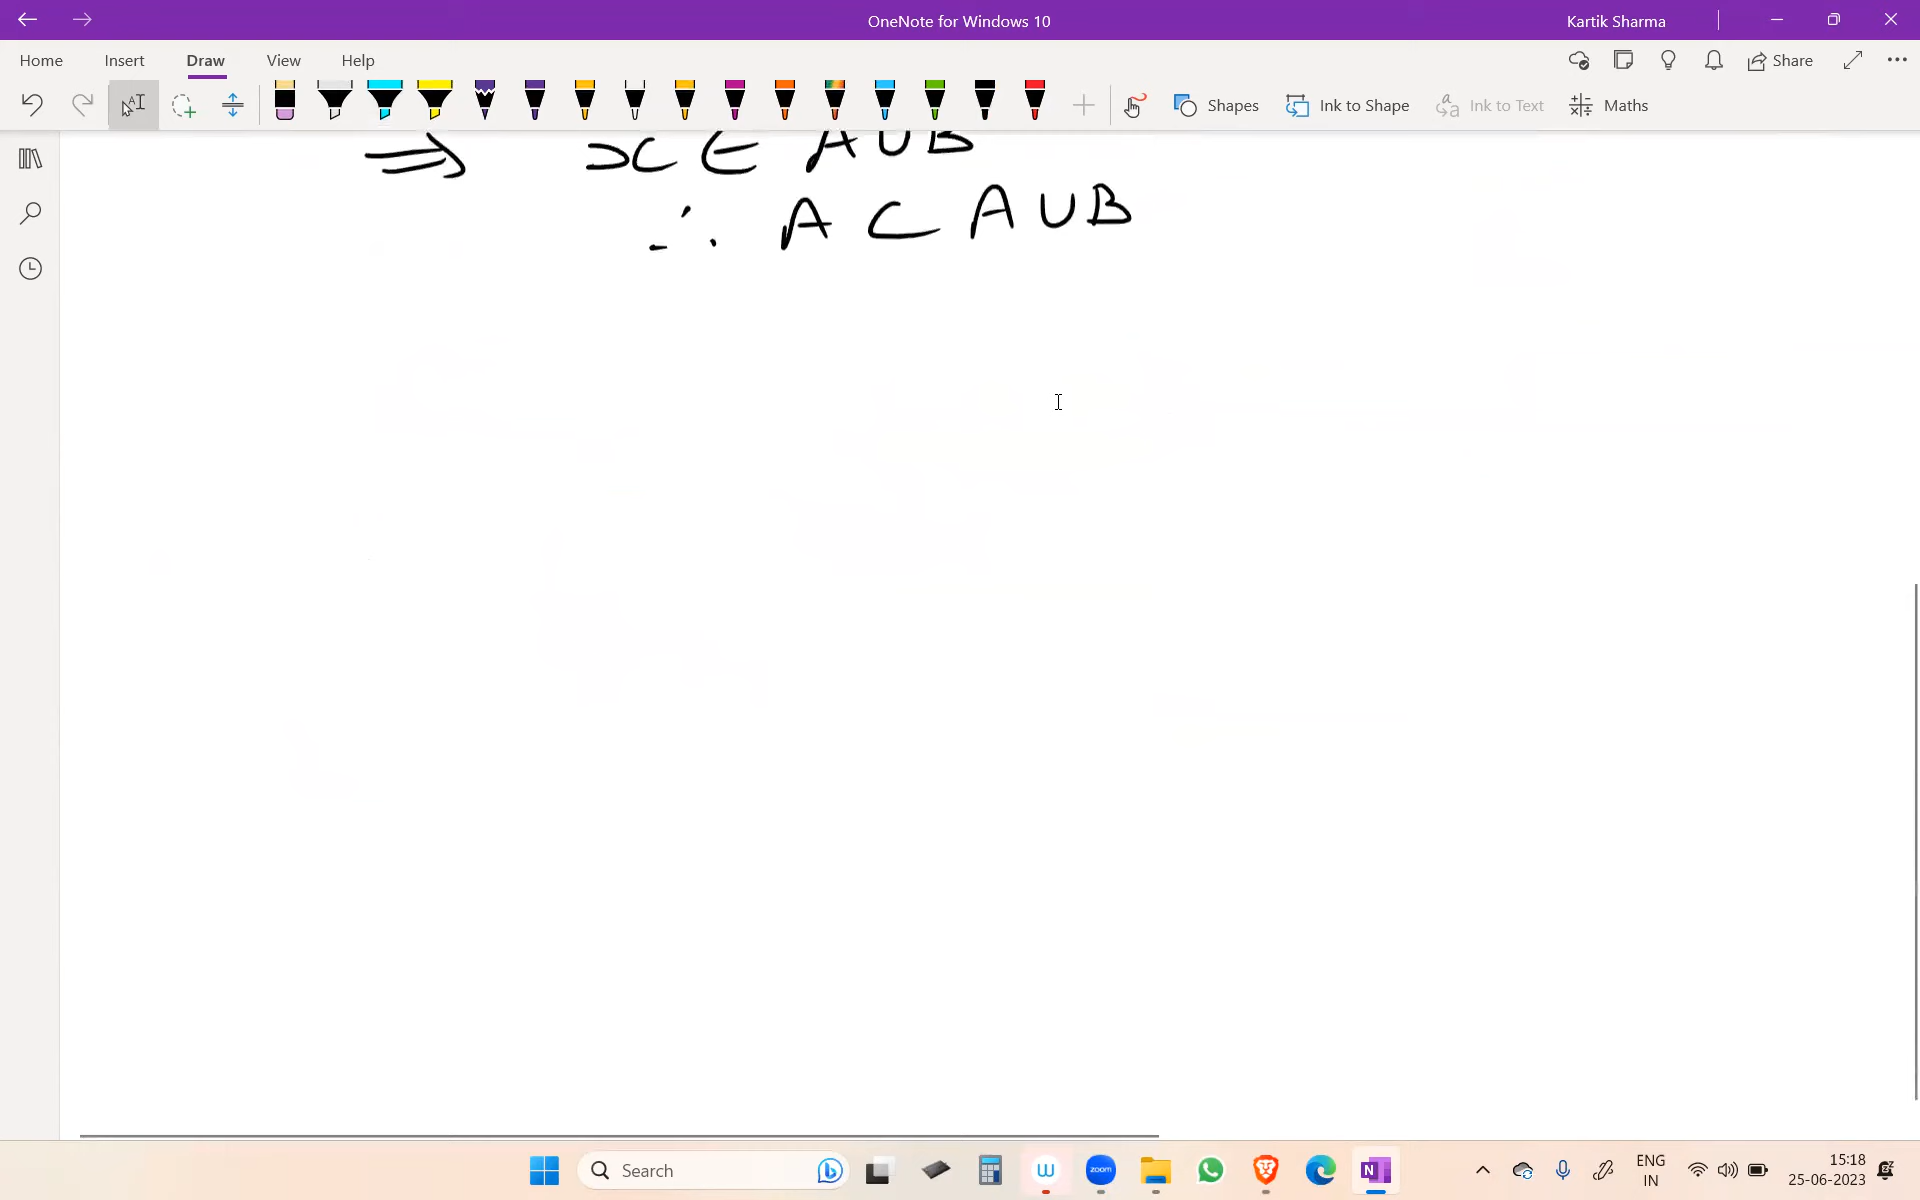 OneNote for Windows 10
Kartik Sharma
Home Insert Draw View Help
Share
Shapes Ink to Shape Ink to Text Maths
⇒ x ∈ A ∪ B
∴ A ⊂ A ∪ B
Search
zoom
ENG
IN
15:18
25-06-2023